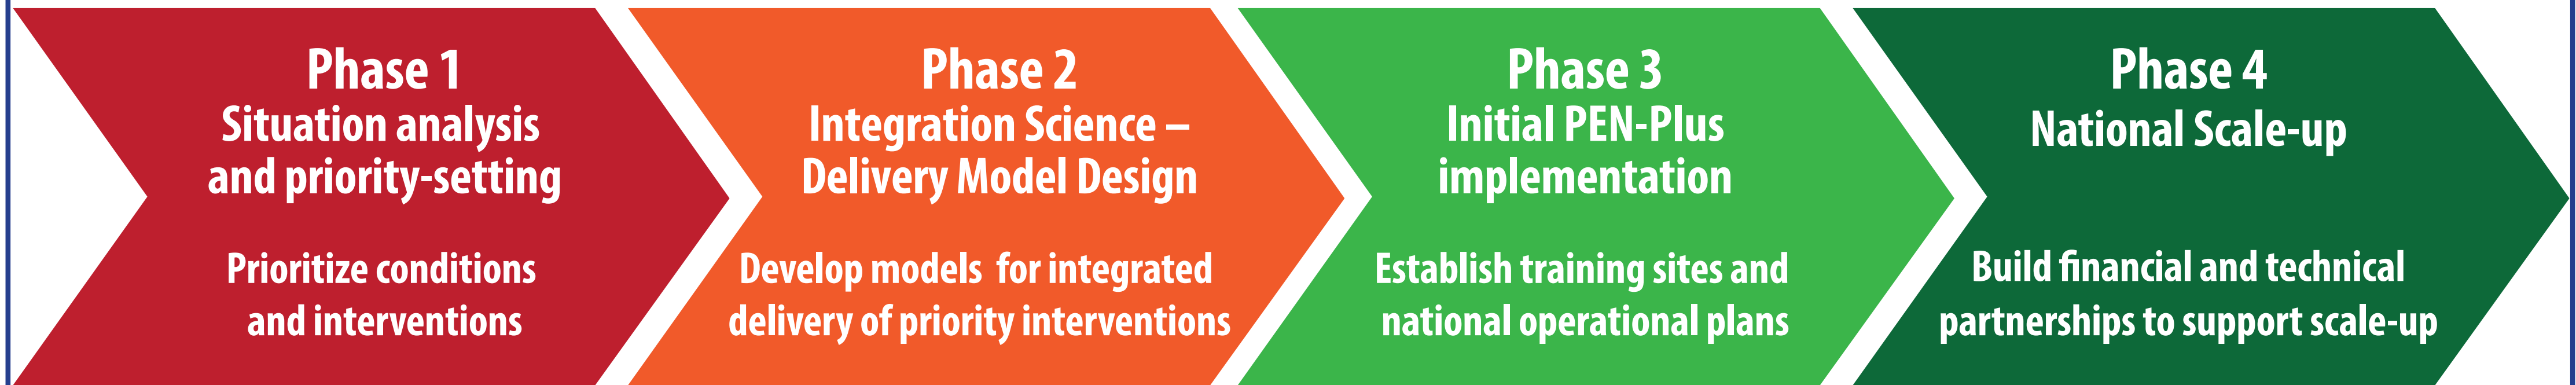 Phase 1
Situation analysis
and priority-setting
Prioritize conditions
and interventions
Phase 2
Integration Science –
Delivery Model Design
Develop models  for integrated
delivery of priority interventions
Phase 3
Initial PEN-Plus
implementation
Establish training sites and
national operational plans
Phase 4
National Scale-up
Build financial and technical
partnerships to support scale-up